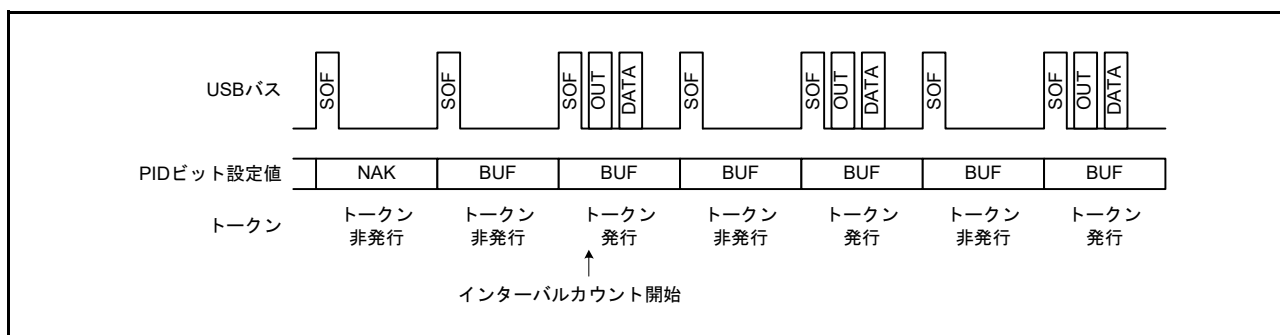 USBバス SOF SOF SOF OUT DATA SOF SOF OUT DATA SOF SOF OUT DATA
PIDビット設定値 NAK BUF BUF BUF BUF BUF BUF
トークン トークン非発行 トークン非発行 トークン発行 トークン非発行 トークン発行 トークン非発行 トークン発行
インターバルカウント開始